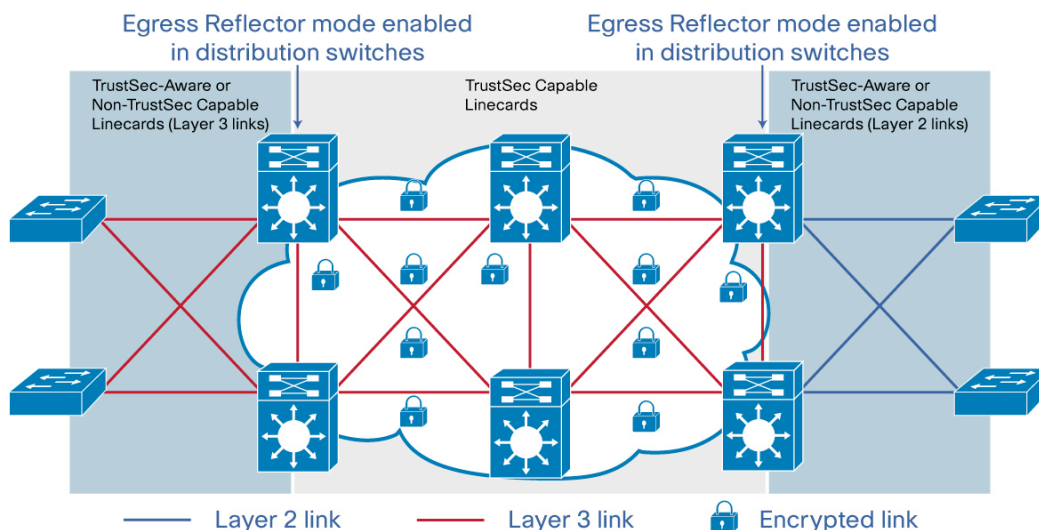 Egress Reflector mode enabled
in distribution switches
Egress Reflector mode enabled
in distribution switches
TrustSec-Aware or
Non-TrustSec Capable
Linecards (Layer 3 links)
TrustSec Capable
Linecards
TrustSec-Aware or
Non-TrustSec Capable
Linecards (Layer 2 links)
Layer 2 link
Layer 3 link
Encrypted link